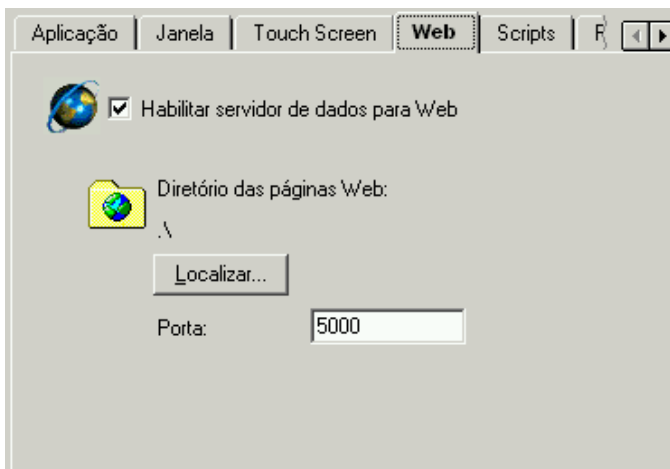 Aplicação Janela Touch Screen Web Scripts
Habilitar servidor de dados para Web
Diretório das páginas Web:
.\
Localizar...
Porta: 5000